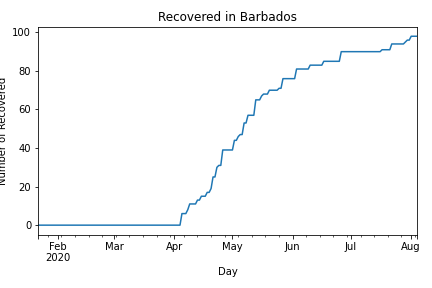 Recovered in Barbados
Number of Recovered
100
80
60
40
20
0
Feb Mar Apr May Jun Jul Aug
2020
Day